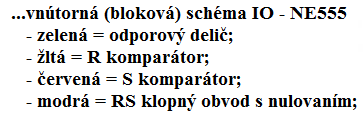 ...vnútorná (bloková) schéma IO - NE555
- zelená = odporový delič;
- žltá = R komparátor;
- červená = S komparátor;
- modrá = RS klopný obvod s nulovaním;